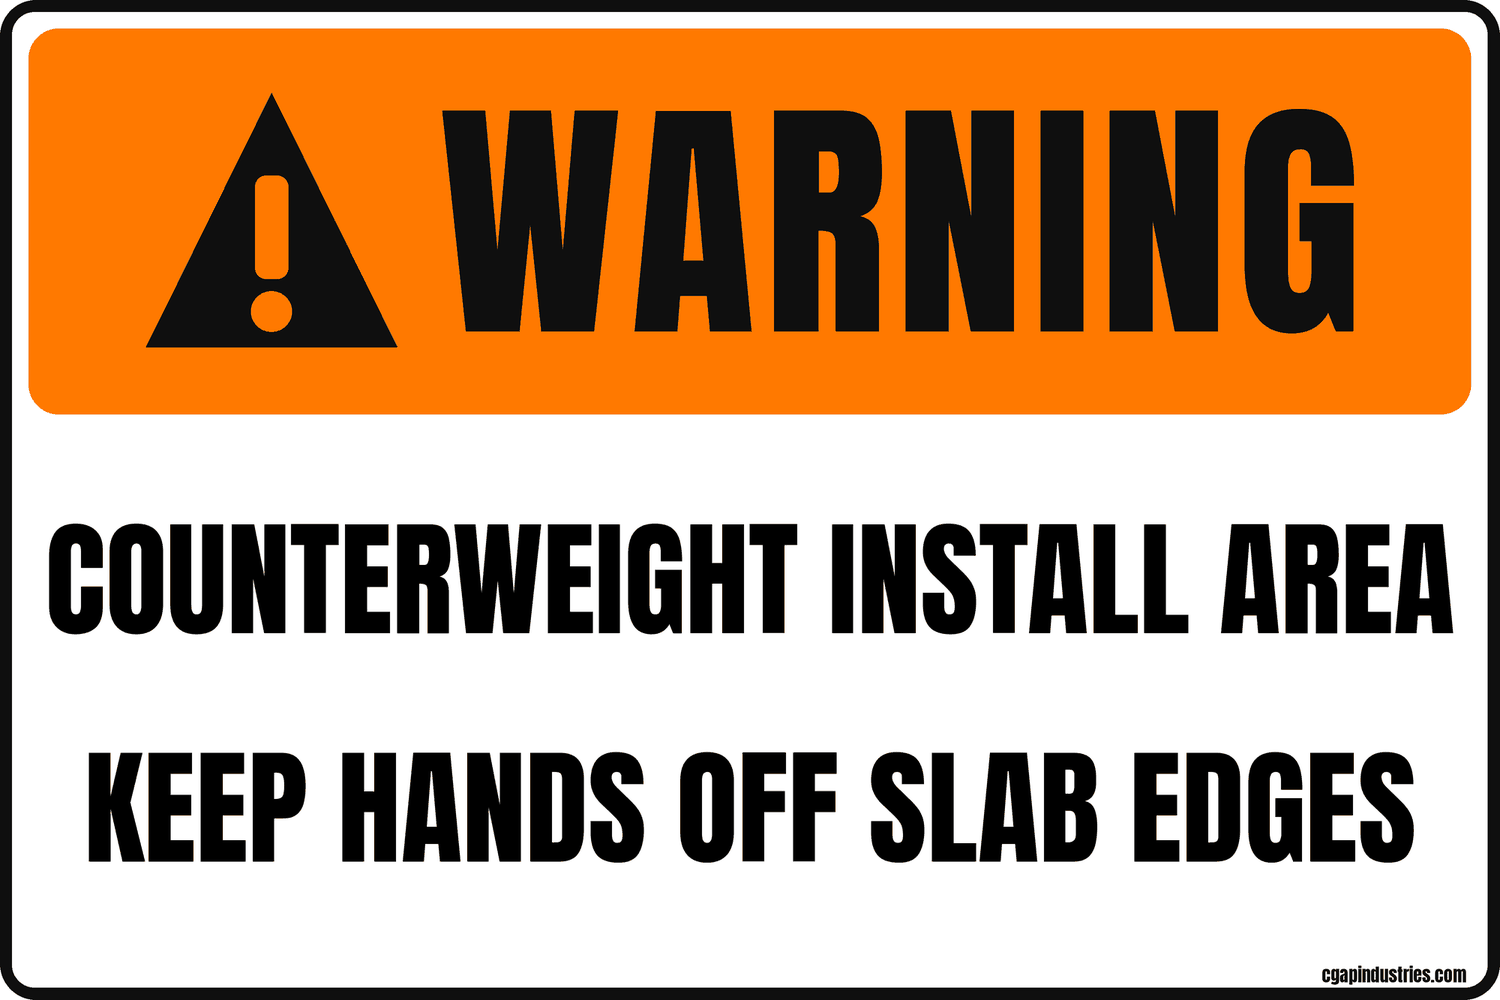 WARNING
COUNTERWEIGHT INSTALL AREA
KEEP HANDS OFF SLAB EDGES
cgapindustries.com